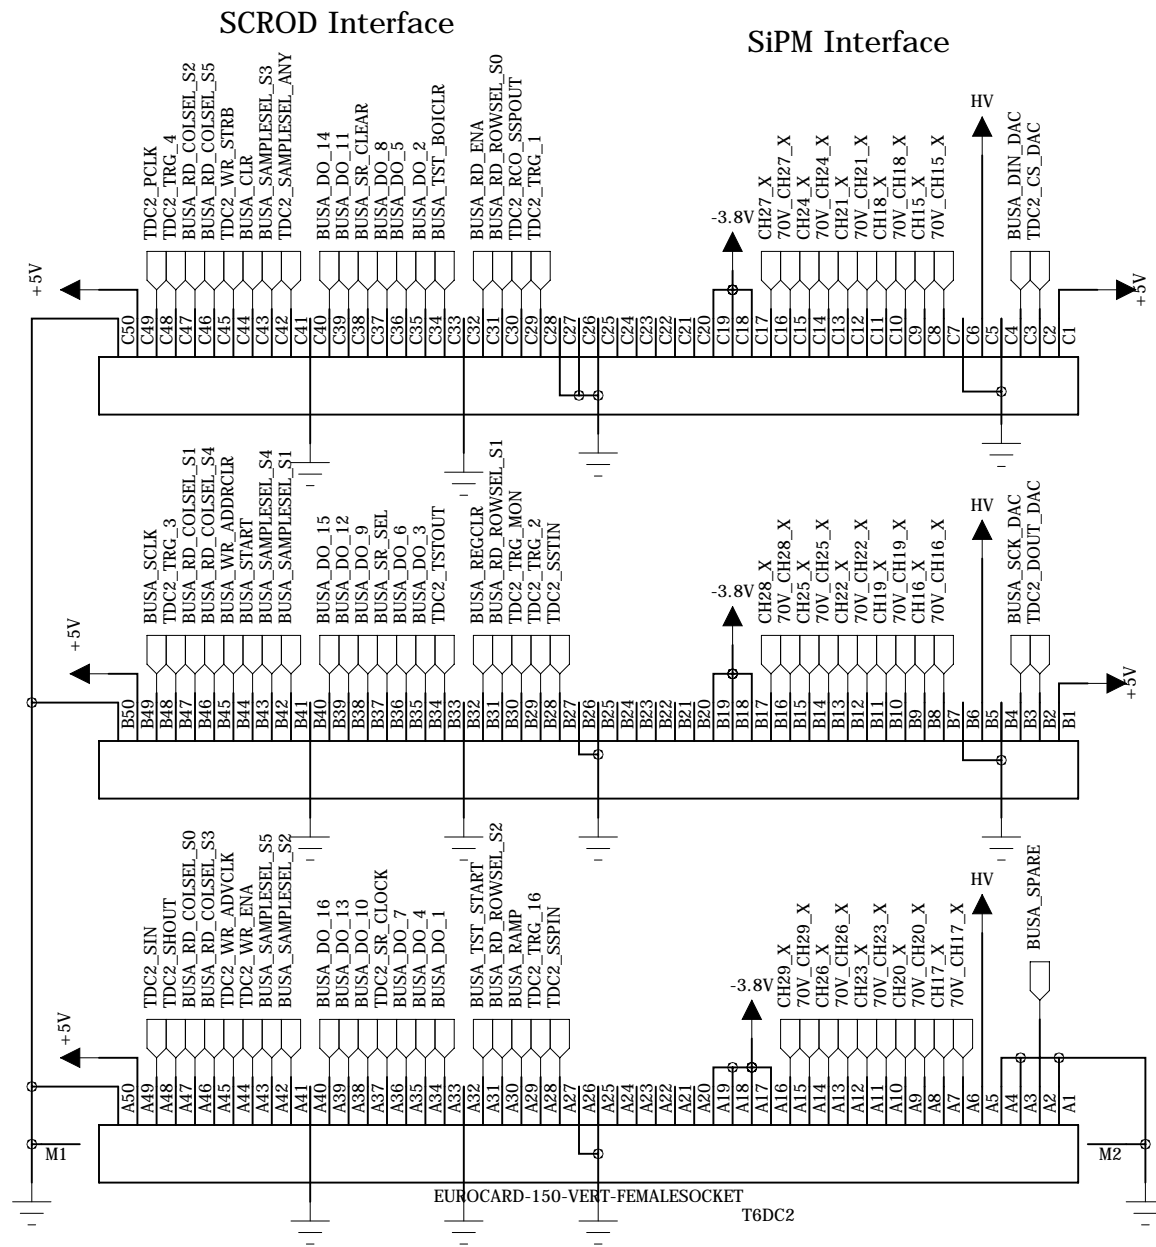 SCROD Interface
SiPM Interface
TDC2_PCLK
TDC2_TRG_4
BUSA_RD_COLSEL_S2
BUSA_RD_COLSEL_S5
TDC2_WR_STRB
BUSA_CLR
BUSA_SAMPLESEL_S3
TDC2_SAMPLESEL_ANY
BUSA_DO_14
BUSA_DO_11
BUSA_SR_CLEAR
BUSA_DO_8
BUSA_DO_5
BUSA_DO_2
BUSA_TST_BOICLR
BUSA_RD_ENA
BUSA_RD_ROWSEL_S0
TDC2_RCO_SSPOUT
TDC2_TRG_1
-3.8V
CH27_X
70V_CH27_X
CH24_X
70V_CH24_X
CH21_X
70V_CH21_X
CH18_X
70V_CH18_X
CH15_X
70V_CH15_X
HV
BUSA_DIN_DAC
TDC2_CS_DAC
+5V
+5V
C50
C49
C48
C47
C46
C45
C44
C43
C42
C41
C40
C39
C38
C37
C36
C35
C34
C33
C32
C31
C30
C29
C28
C27
C26
C25
C24
C23
C22
C21
C20
C19
C18
C17
C16
C15
C14
C13
C12
C11
C10
C9
C8
C7
C6
C5
C4
C3
C2
C1
BUSA_SCLK
TDC2_TRG_3
BUSA_RD_COLSEL_S1
BUSA_RD_COLSEL_S4
BUSA_WR_ADDRCLR
BUSA_START
BUSA_SAMPLESEL_S4
BUSA_SAMPLESEL_S1
BUSA_DO_15
BUSA_DO_12
BUSA_DO_9
BUSA_SR_SEL
BUSA_DO_6
BUSA_DO_3
TDC2_TSTOUT
BUSA_REGCLR
BUSA_RD_ROWSEL_S1
TDC2_TRG_MON
TDC2_TRG_2
TDC2_SSTIN
-3.8V
CH28_X
70V_CH28_X
CH25_X
70V_CH25_X
CH22_X
70V_CH22_X
CH19_X
70V_CH19_X
CH16_X
70V_CH16_X
HV
BUSA_SCK_DAC
TDC2_DOUT_DAC
+5V
+5V
B50
B49
B48
B47
B46
B45
B44
B43
B42
B41
B40
B39
B38
B37
B36
B35
B34
B33
B32
B31
B30
B29
B28
B27
B26
B25
B24
B23
B22
B21
B20
B19
B18
B17
B16
B15
B14
B13
B12
B11
B10
B9
B8
B7
B6
B5
B4
B3
B2
B1
TDC2_SIN
TDC2_SHOUT
BUSA_RD_COLSEL_S0
BUSA_RD_COLSEL_S3
TDC2_WR_ADVCLK
TDC2_WR_ENA
BUSA_SAMPLESEL_S5
BUSA_SAMPLESEL_S2
BUSA_DO_16
BUSA_DO_13
BUSA_DO_10
TDC2_SR_CLOCK
BUSA_DO_7
BUSA_DO_4
BUSA_DO_1
BUSA_TST_START
BUSA_RD_ROWSEL_S2
BUSA_RAMP
TDC2_TRG_16
TDC2_SSPIN
-3.8V
CH29_X
70V_CH29_X
CH26_X
70V_CH26_X
CH23_X
70V_CH23_X
CH20_X
70V_CH20_X
CH17_X
70V_CH17_X
HV
BUSA_SPARE
+5V
A50
A49
A48
A47
A46
A45
A44
A43
A42
A41
A40
A39
A38
A37
A36
A35
A34
A33
A32
A31
A30
A29
A28
A27
A26
A25
A24
A23
A22
A21
A20
A19
A18
A17
A16
A15
A14
A13
A12
A11
A10
A9
A8
A7
A6
A5
A4
A3
A2
A1
M1
M2
EUROCARD-150-VERT-FEMALESOCKET
T6DC2